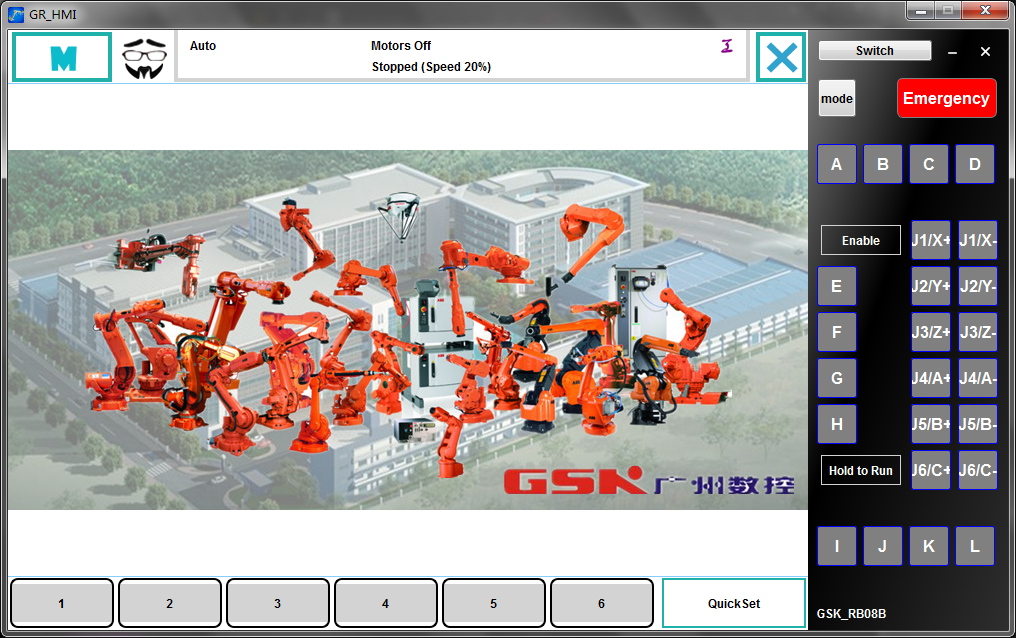 GR_HMI
M
Auto
Motors Off
Stopped (Speed 20%)
Switch
mode
Emergency
A B C D
Enable
J1/X+ J1/X-
E J2/Y+ J2/Y-
F J3/Z+ J3/Z-
G J4/A+ J4/A-
H J5/B+ J5/B-
Hold to Run J6/C+ J6/C-
I J K L
GSK_RB08B
GSK 广州数控
1 2 3 4 5 6 QuickSet